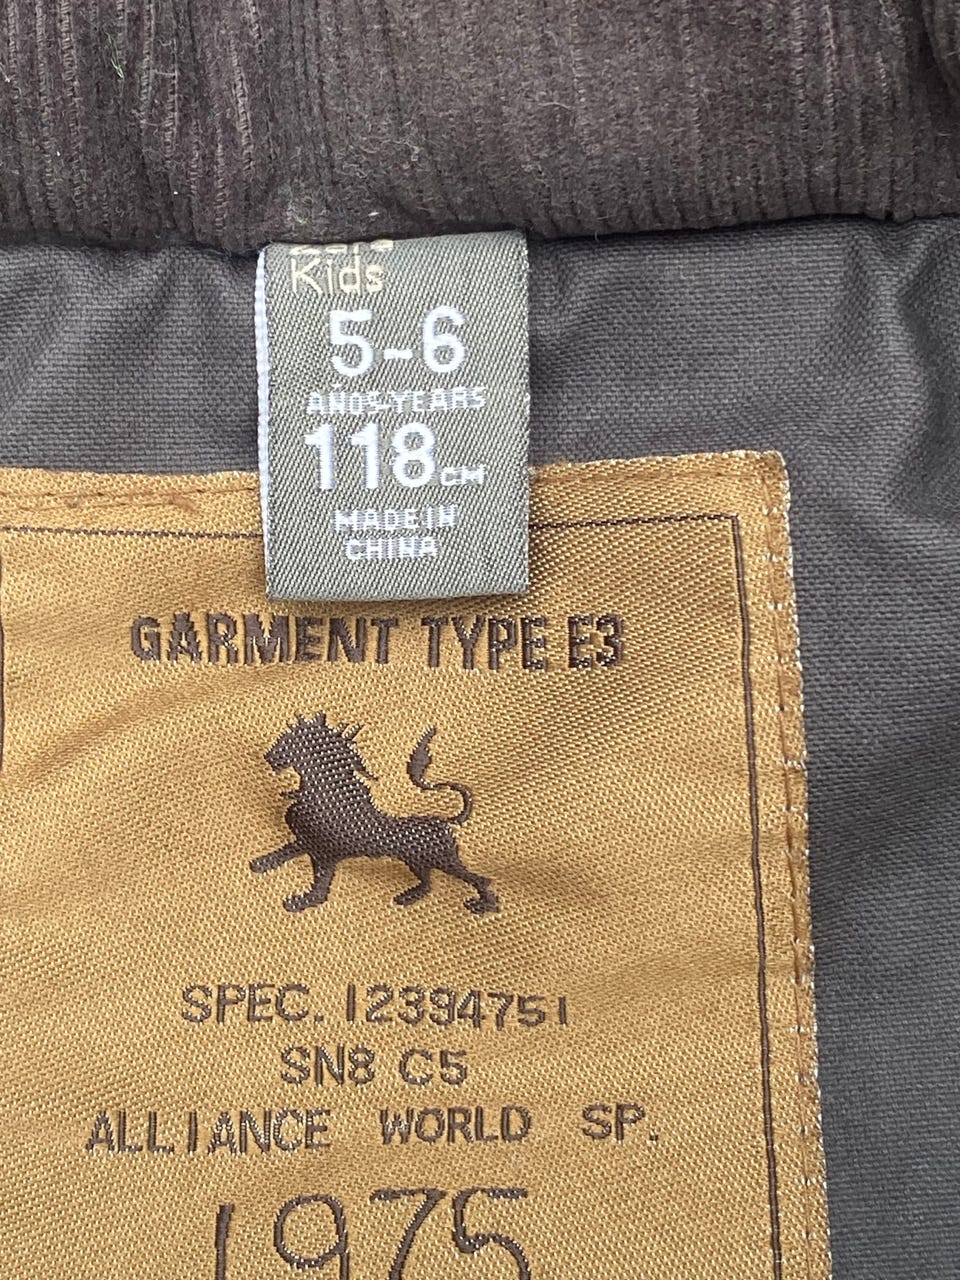 Kids
5-6
AÑOS-YEARS
118 CM
MADE IN
CHINA
GARMENT TYPE E3
SPEC. 12394751
SN8 C5
ALLIANCE WORLD SP.
1975